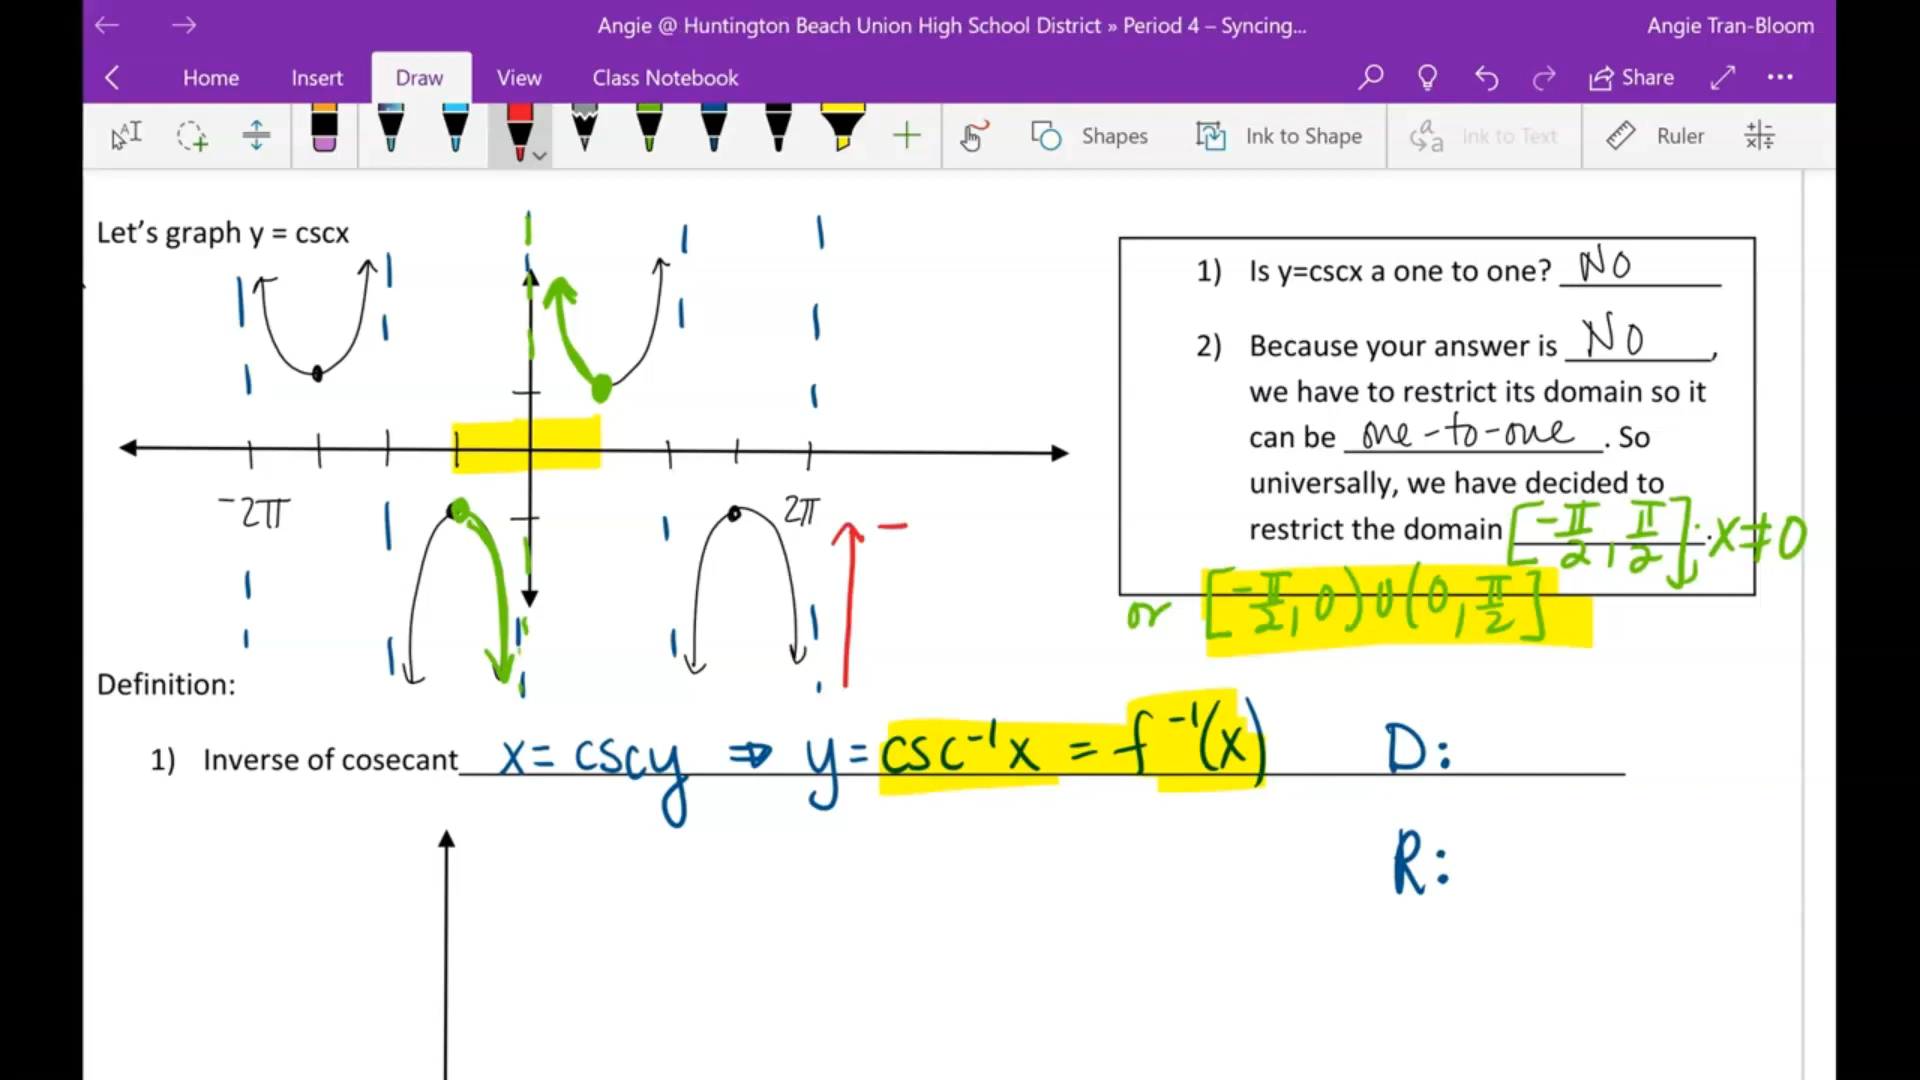 Angie @ Huntington Beach Union High School District » Period 4 – Syncing...
Angie Tran-Bloom
Home Insert Draw View Class Notebook Share
Shapes Ink to Shape Ink to Text Ruler
Let's graph y = cscx
-2π
2π
−
1) Is y=cscx a one to one? NO
2) Because your answer is NO,
we have to restrict its domain so it
can be one-to-one. So
universally, we have decided to
restrict the domain [-π/2, π/2]; x≠0.
or [-π/2, 0)U(0, π/2]
Definition:
1) Inverse of cosecant x = cscy ⇒ y = csc⁻¹x = f⁻¹(x) D:
R: